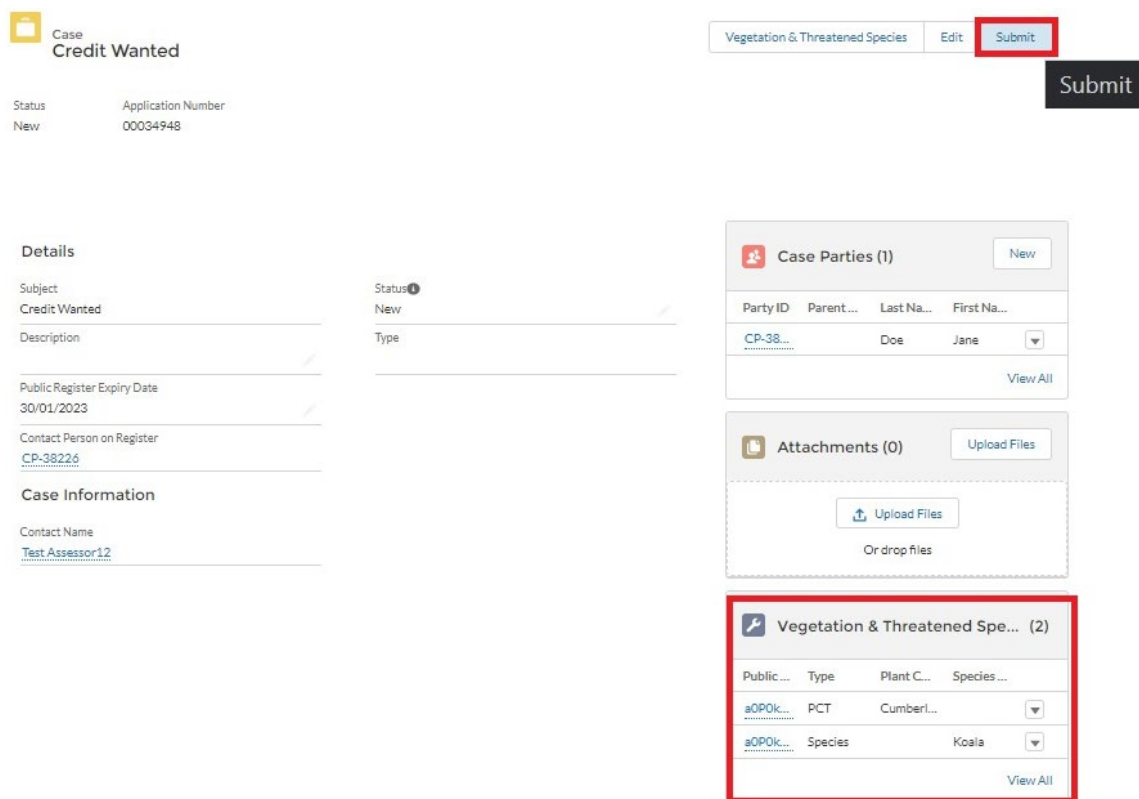 Case
Credit Wanted
Vegetation & Threatened Species Edit Submit
Submit
Status Application Number
New 00034948
Details
Subject
Credit Wanted
Status
New
Description
Type
Public Register Expiry Date
30/01/2023
Contact Person on Register
CP-38226
Case Information
Contact Name
Test Assessor12
Case Parties (1) New
Party ID Parent ... Last Na... First Na...
CP-38... Doe Jane
View All
Attachments (0) Upload Files
Upload Files
Or drop files
Vegetation & Threatened Spe... (2)
Public ... Type Plant C... Species ...
a0P0k... PCT Cumberl...
a0P0k... Species Koala
View All